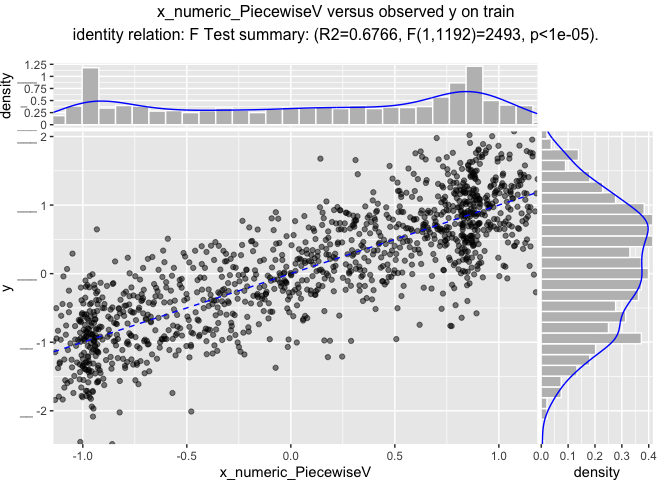 x_numeric_PiecewiseV versus observed y on train
identity relation: F Test summary: (R2=0.6766, F(1,1192)=2493, p<1e-05).
density
1.25
1
0.75
0.5
0.25
0
y
2
1
0
-1
-2
-1.0 -0.5 0.0 0.5 1.0
x_numeric_PiecewiseV
0.0 0.1 0.2 0.3 0.4
density